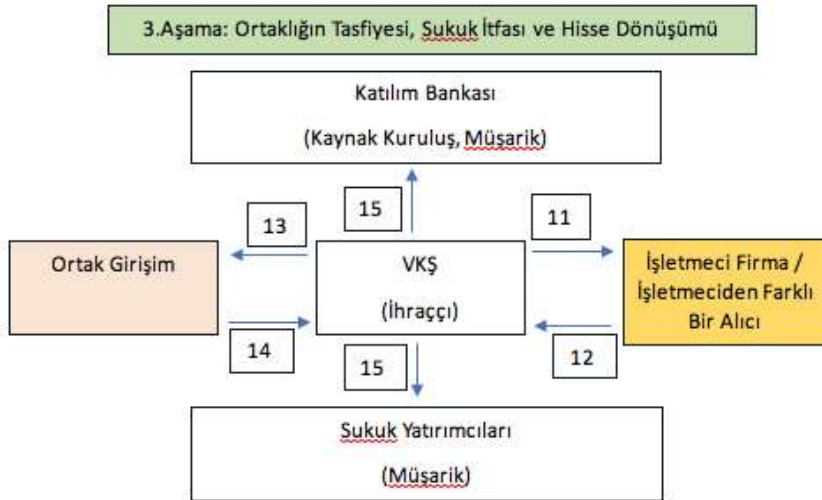 3.Aşama: Ortaklığın Tasfiyesi, Sukuk İtfası ve Hisse Dönüşümü
Katılım Bankası
(Kaynak Kuruluş, Müşarik)
15
13
11
Ortak Girişim
VKŞ
(İhraççı)
İşletmeci Firma /
İşletmeciden Farklı
Bir Alıcı
14
15
12
Sukuk Yatırımcıları
(Müşarik)